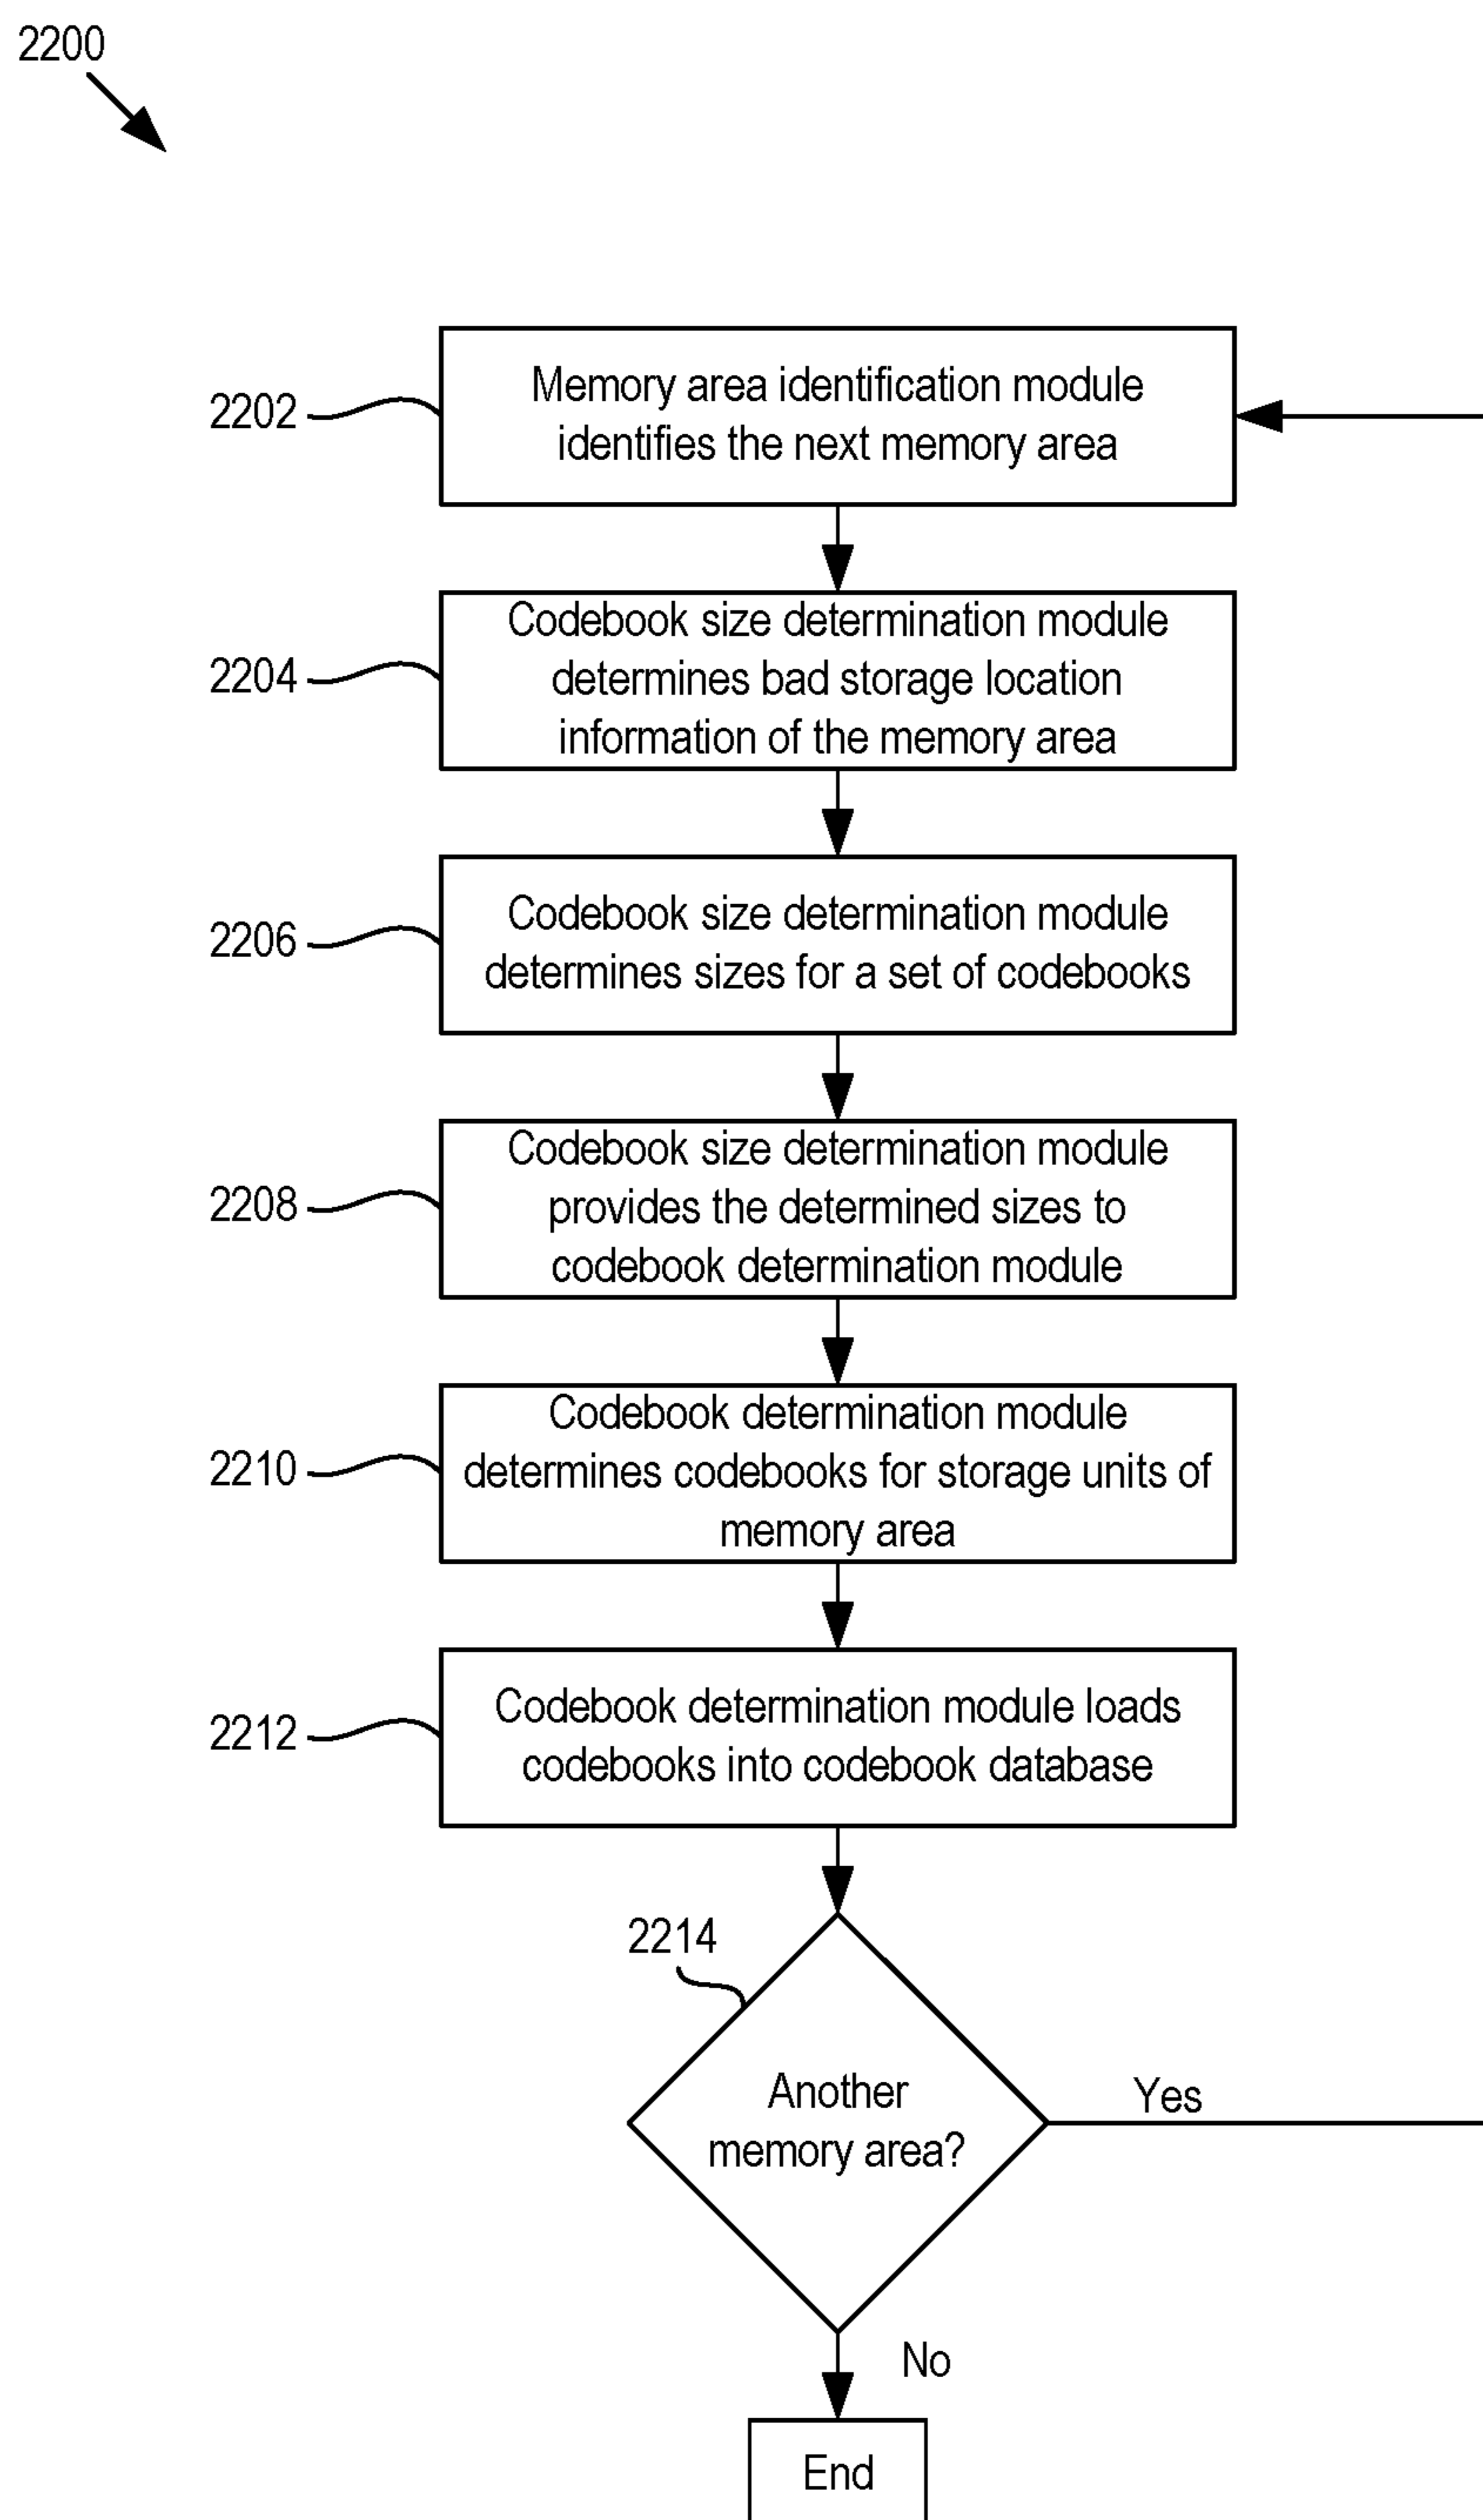 2200
2202
Memory area identification module
identifies the next memory area
2204
Codebook size determination module
determines bad storage location
information of the memory area
2206
Codebook size determination module
determines sizes for a set of codebooks
2208
Codebook size determination module
provides the determined sizes to
codebook determination module
2210
Codebook determination module
determines codebooks for storage units of
memory area
2212
Codebook determination module loads
codebooks into codebook database
2214
Another
memory area?
Yes
No
End